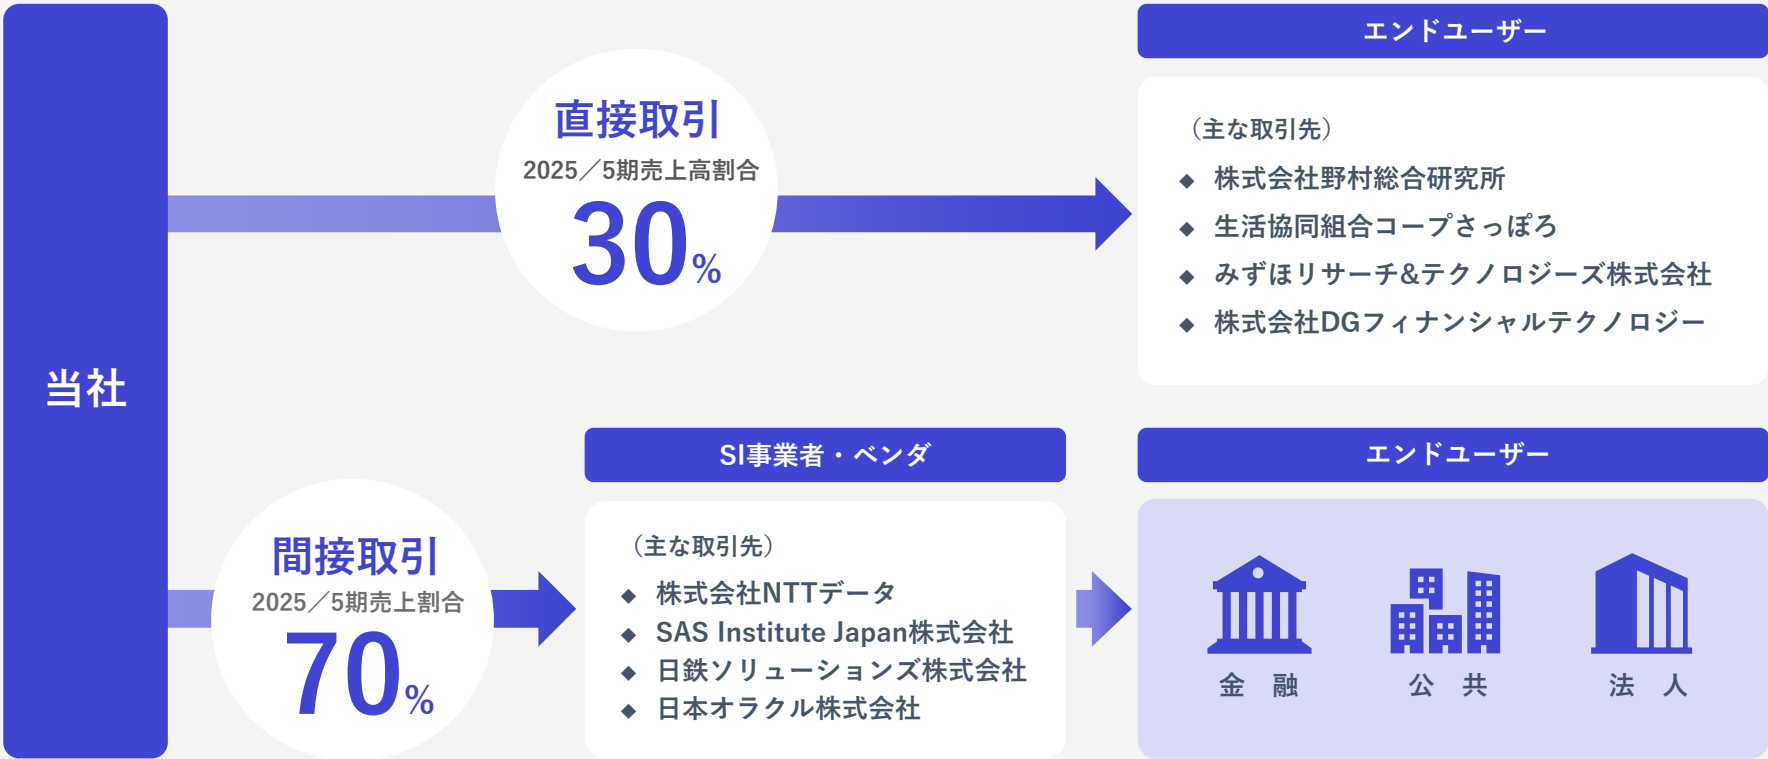 当社
直接取引
2025／5期売上高割合
30%
エンドユーザー
（主な取引先）
◆ 株式会社野村総合研究所
◆ 生活協同組合コープさっぽろ
◆ みずほリサーチ&テクノロジーズ株式会社
◆ 株式会社DGフィナンシャルテクノロジー
間接取引
2025／5期売上割合
70%
SI事業者・ベンダ
（主な取引先）
◆ 株式会社NTTデータ
◆ SAS Institute Japan株式会社
◆ 日鉄ソリューションズ株式会社
◆ 日本オラクル株式会社
エンドユーザー
金　融
公　共
法　人